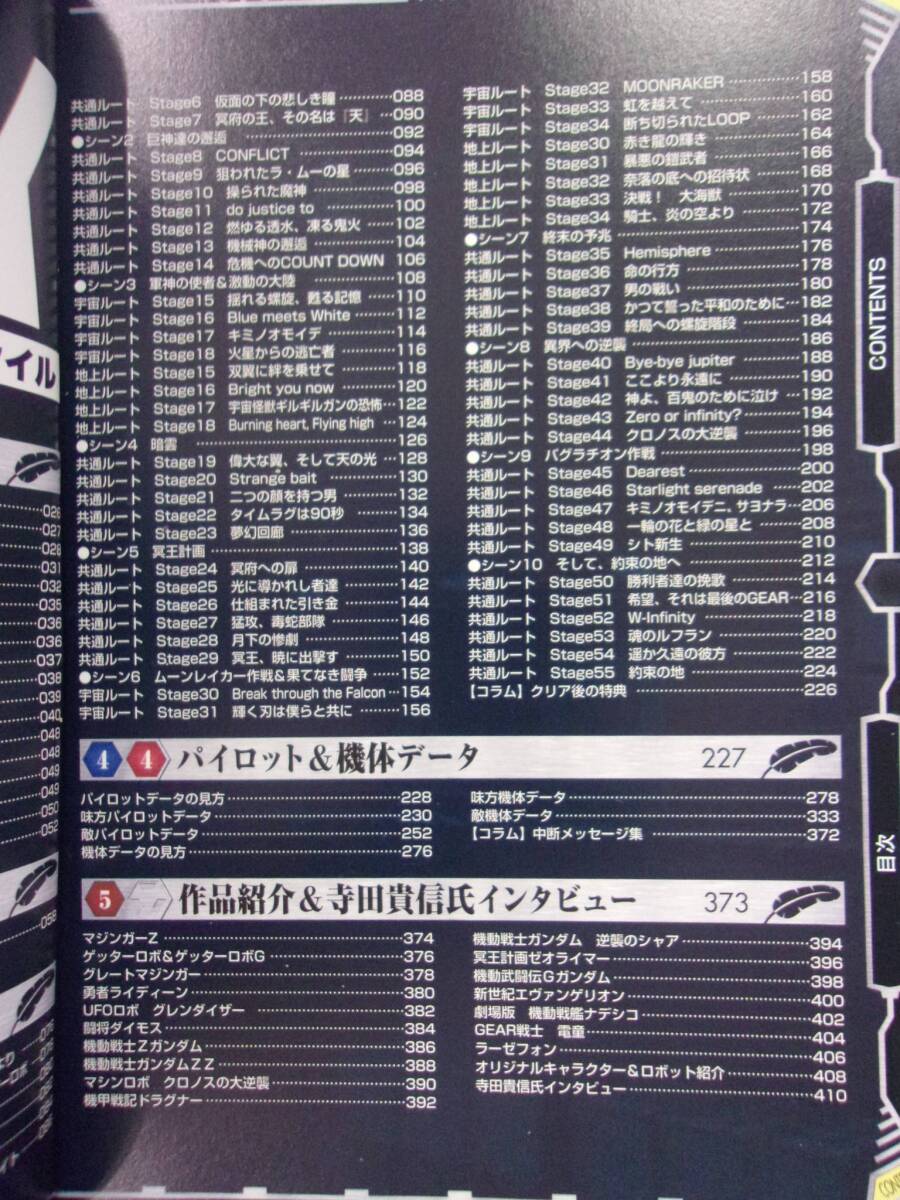 共通ルート Stage6 仮面の下の悲しき瞳…………088
共通ルート Stage7 冥府の王、その名は『天』…090
●シーン2 巨神達の邂逅 ……………………092
共通ルート Stage8 CONFLICT ……………094
共通ルート Stage9 狙われたラ・ムーの星………096
共通ルート Stage10 操られた魔神 ……………098
共通ルート Stage11 do justice to ……………100
共通ルート Stage12 燃ゆる透水、凍る鬼火……102
共通ルート Stage13 機械神の邂逅 ……………104
共通ルート Stage14 危機へのCOUNT DOWN 106
●シーン3 軍神の使者&激動の大陸 ……………108
宇宙ルート Stage15 揺れる螺旋、甦る記憶 ……110
宇宙ルート Stage16 Blue meets White…………112
宇宙ルート Stage17 キミノオモイデ……………114
宇宙ルート Stage18 火星からの逃亡者…………116
地上ルート Stage15 双翼に絆を乗せて…………118
地上ルート Stage16 Bright you now……………120
地上ルート Stage17 宇宙怪獣ギルギルガンの恐怖…122
地上ルート Stage18 Burning heart, Flying high …124
●シーン4 暗雲 ………………………………126
共通ルート Stage19 偉大な翼、そして天の光…128
共通ルート Stage20 Strange bait………………130
共通ルート Stage21 二つの顔を持つ男…………132
共通ルート Stage22 タイムラグは90秒…………134
共通ルート Stage23 夢幻回廊……………………136
●シーン5 冥王計画……………………………138
共通ルート Stage24 冥府への扉…………………140
共通ルート Stage25 光に導かれし者達…………142
共通ルート Stage26 仕組まれた引き金…………144
共通ルート Stage27 猛攻、毒蛇部隊……………146
共通ルート Stage28 月下の惨劇…………………148
共通ルート Stage29 冥王、暁に出撃す…………150
●シーン6 ムーンレイカー作戦&果てなき闘争……152
宇宙ルート Stage30 Break through the Falcon…154
宇宙ルート Stage31 輝く刃は僕らと共に………156
宇宙ルート Stage32 MOONRAKER……………158
宇宙ルート Stage33 虹を越えて…………………160
宇宙ルート Stage34 断ち切られたLOOP………162
地上ルート Stage30 赤き龍の輝き………………164
地上ルート Stage31 暴悪の鎧武者………………166
地上ルート Stage32 奈落の底への招待状………168
地上ルート Stage33 決戦！ 大海獣……………170
地上ルート Stage34 騎士、炎の空より…………172
●シーン7 終末の予兆…………………………174
共通ルート Stage35 Hemisphere………………176
共通ルート Stage36 命の行方……………………178
共通ルート Stage37 男の戦い……………………180
共通ルート Stage38 かつて誓った平和のために…182
共通ルート Stage39 終局への螺旋階段…………184
●シーン8 異界への逆襲………………………186
共通ルート Stage40 Bye-bye jupiter……………188
共通ルート Stage41 ここより永遠に……………190
共通ルート Stage42 神よ、百鬼のために泣け…192
共通ルート Stage43 Zero or infinity?……………194
共通ルート Stage44 クロノスの大逆襲…………196
●シーン9 バグラチオン作戦…………………198
共通ルート Stage45 Dearest……………………200
共通ルート Stage46 Starlight serenade………202
共通ルート Stage47 キミノオモイデニ、サヨナラ…206
共通ルート Stage48 一輪の花と緑の星と………208
共通ルート Stage49 シト新生……………………210
●シーン10 そして、約束の地へ………………212
共通ルート Stage50 勝利者達の挽歌……………214
共通ルート Stage51 希望、それは最後のGEAR…216
共通ルート Stage52 W-Infinity…………………218
共通ルート Stage53 魂のルフラン………………220
共通ルート Stage54 遥か久遠の彼方……………222
共通ルート Stage55 約束の地……………………224
【コラム】クリア後の特典………………………226
4 4 パイロット&機体データ 227
パイロットデータの見方…………………………228
味方パイロットデータ……………………………230
敵パイロットデータ………………………………252
機体データの見方…………………………………276
味方機体データ……………………………………278
敵機体データ………………………………………333
【コラム】中断メッセージ集……………………372
5 作品紹介&寺田貴信氏インタビュー 373
マジンガーZ………………………………………374
ゲッターロボ&ゲッターロボG…………………376
グレートマジンガー………………………………378
勇者ライディーン…………………………………380
UFOロボ グレンダイザー………………………382
闘将ダイモス………………………………………384
機動戦士Zガンダム………………………………386
機動戦士ガンダムZZ……………………………388
マシンロボ クロノスの大逆襲…………………390
機甲戦記ドラグナー………………………………392
機動戦士ガンダム 逆襲のシャア………………394
冥王計画ゼオライマー……………………………396
機動武闘伝Gガンダム……………………………398
新世紀エヴァンゲリオン…………………………400
劇場版 機動戦艦ナデシコ………………………402
GEAR戦士 電童…………………………………404
ラーゼフォン………………………………………406
オリジナルキャラクター&ロボット紹介………408
寺田貴信氏インタビュー…………………………410
CONTENTS
目次
イル
026
027
028
031
032
035
036
036
037
038
039
040
048
048
049
049
050
052
058